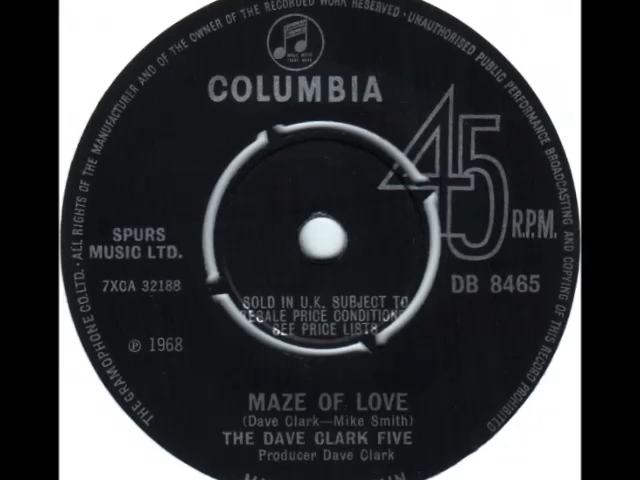 THE GRAMOPHONE CO. LTD. · ALL RIGHTS OF THE MANUFACTURER AND OF THE OWNER OF THE RECORDED WORK RESERVED · UNAUTHORISED PUBLIC PERFORMANCE BROADCASTING AND COPYING OF THIS RECORD PROHIBITED
COLUMBIA
45
R.P.M.
SPURS
MUSIC LTD.
7XCA 32188
DB 8465
SOLD IN U.K. SUBJECT TO
RESALE PRICE CONDITIONS
SEE PRICE LISTS
℗ 1968
MAZE OF LOVE
(Dave Clark—Mike Smith)
THE DAVE CLARK FIVE
Producer Dave Clark